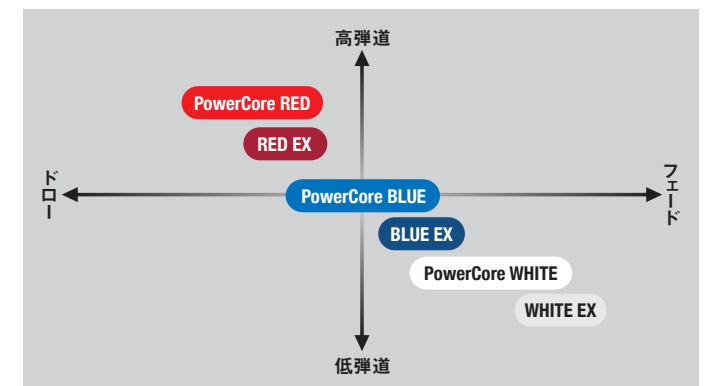 高弾道
PowerCore RED
RED EX
ドロー
フェード
PowerCore BLUE
BLUE EX
PowerCore WHITE
WHITE EX
低弾道